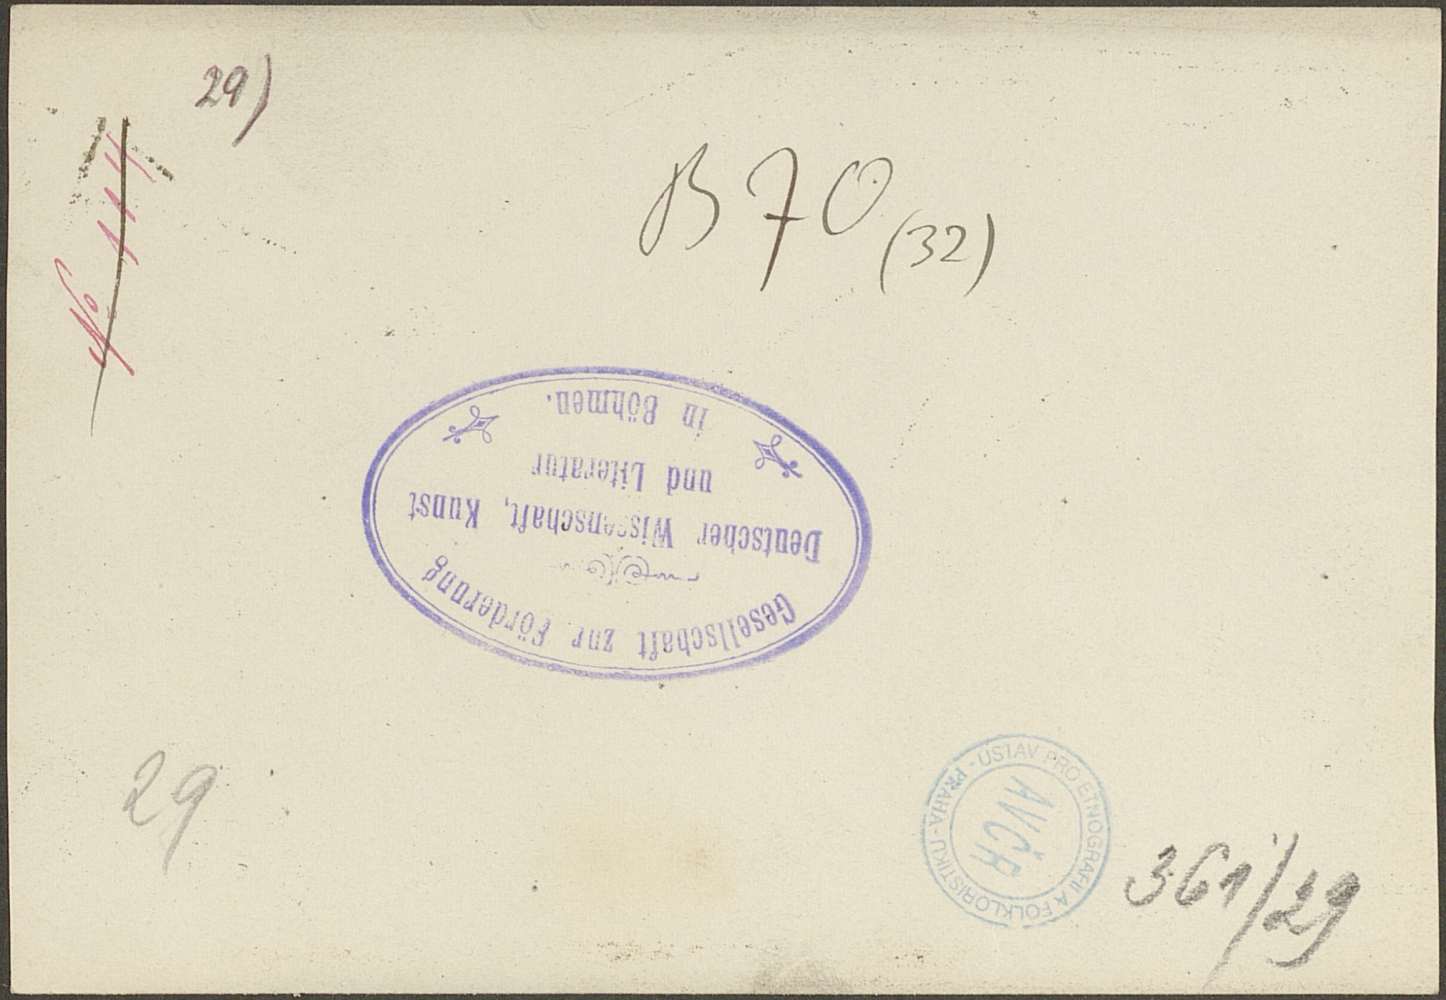 29)
No 114
B 70 (32)
Gesellschaft zur Förderung
Deutscher Wissenschaft, Kunst
und Literatur
in Böhmen.
29
ÚSTAV PRO ETNOGRAFII A FOLKLORISTIKU - PRAHA -
AVČR
361/29